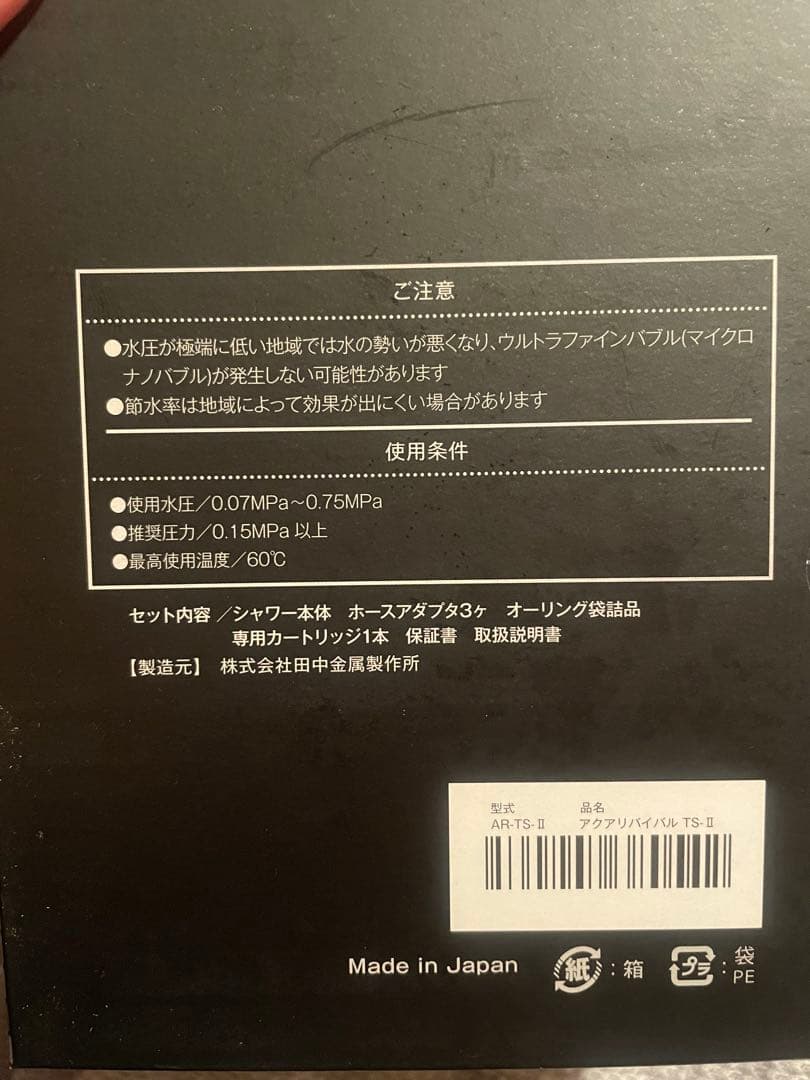 ご注意
●水圧が極端に低い地域では水の勢いが悪くなり、ウルトラファインバブル(マイクロ
ナノバブル)が発生しない可能性があります
●節水率は地域によって効果が出にくい場合があります
使用条件
●使用水圧／0.07MPa～0.75MPa
●推奨圧力／0.15MPa 以上
●最高使用温度／60℃
セット内容／シャワー本体　ホースアダプタ3ヶ　オーリング袋詰品
専用カートリッジ1本　保証書　取扱説明書
【製造元】　株式会社田中金属製作所
型式　品名
AR-TS-Ⅱ　アクアリバイバル TS-Ⅱ
Made in Japan　紙：箱　プラ：袋
PE